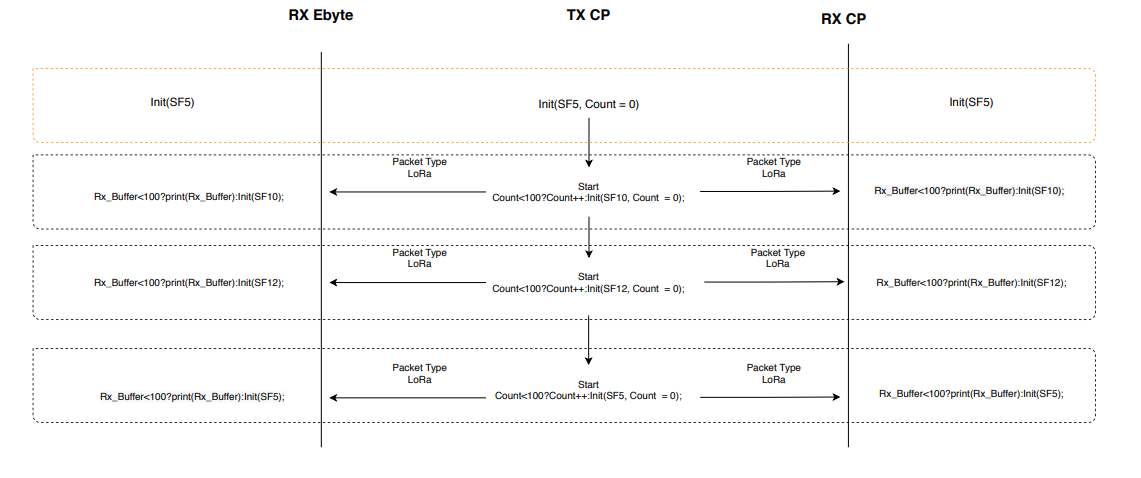 RX Ebyte
TX CP
RX CP
Init(SF5)
Init(SF5, Count = 0)
Init(SF5)
Packet Type
LoRa
Packet Type
LoRa
Rx_Buffer<100?print(Rx_Buffer):Init(SF10);
Start
Count<100?Count++:Init(SF10, Count = 0);
Rx_Buffer<100?print(Rx_Buffer):Init(SF10);
Packet Type
LoRa
Packet Type
LoRa
Rx_Buffer<100?print(Rx_Buffer):Init(SF12);
Start
Count<100?Count++:Init(SF12, Count = 0);
Rx_Buffer<100?print(Rx_Buffer):Init(SF12);
Packet Type
LoRa
Packet Type
LoRa
Rx_Buffer<100?print(Rx_Buffer):Init(SF5);
Start
Count<100?Count++:Init(SF5, Count = 0);
Rx_Buffer<100?print(Rx_Buffer):Init(SF5);